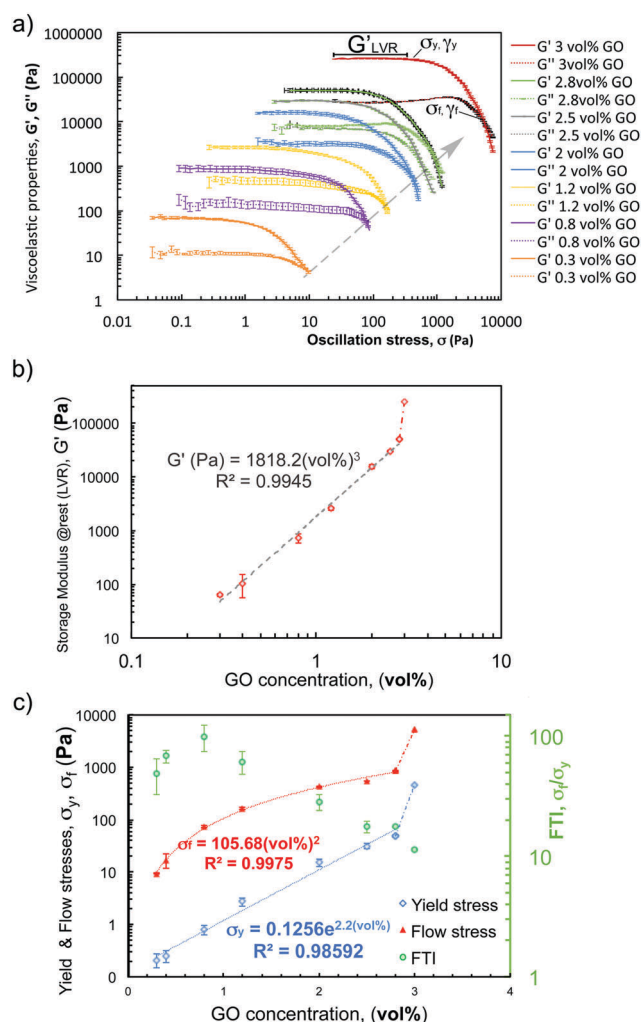 a)
Viscoelastic properties, G', G'' (Pa)
1000000
100000
10000
1000
100
10
1
0.01
0.1
1
10
100
1000
10000
Oscillation stress, σ (Pa)
G'LVR
σy, γy
σf, γf
G' 3 vol% GO
G'' 3vol% GO
G' 2.8vol% GO
G'' 2.8vol% GO
G' 2.5 vol% GO
G'' 2.5 vol% GO
G' 2 vol% GO
G'' 2 vol% GO
G' 1.2 vol% GO
G'' 1.2 vol% GO
G' 0.8 vol% GO
G'' 0.8 vol% GO
G' 0.3 vol% GO
G'' 0.3 vol% GO
b)
Storage Modulus @rest (LVR), G' (Pa)
100000
10000
1000
100
10
G' (Pa) = 1818.2(vol%)³
R² = 0.9945
0.1
1
10
GO concentration, (vol%)
c)
Yield & Flow stresses, σy, σf (Pa)
10000
1000
100
10
1
0
σf = 105.68(vol%)²
R² = 0.9975
σy = 0.1256e2.2(vol%)
R² = 0.98592
Yield stress
Flow stress
FTI
100
10
1
FTI, σf/σy
0
1
2
3
4
GO concentration, (vol%)